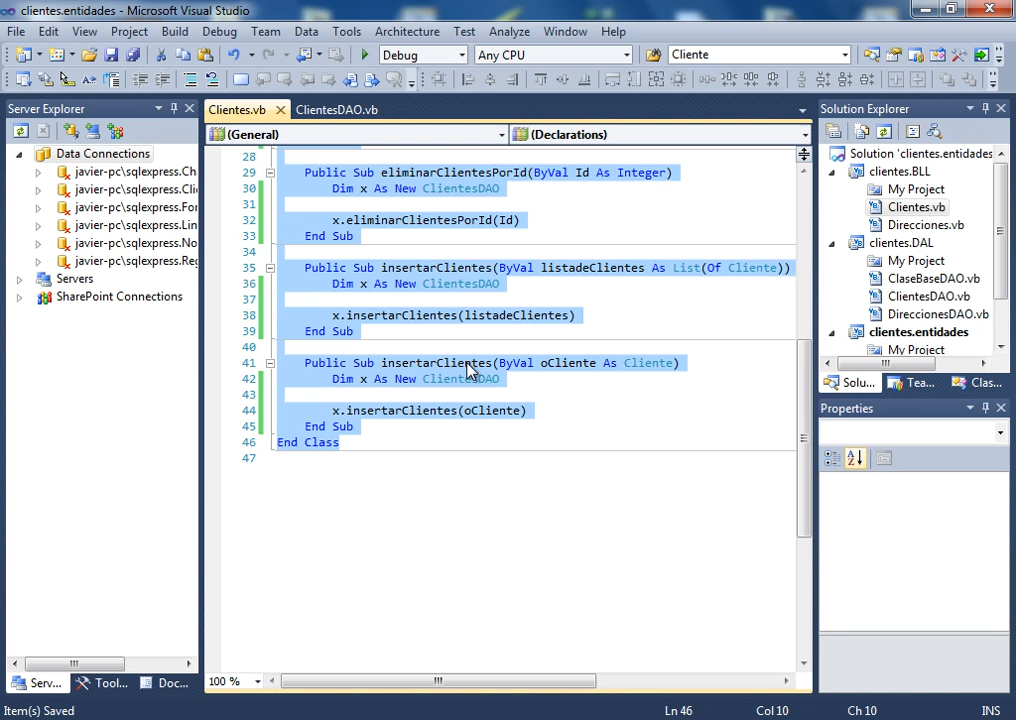 clientes.entidades - Microsoft Visual Studio
File Edit View Project Build Debug Team Data Tools Architecture Test Analyze Window Help
Debug Any CPU Cliente
Server Explorer
Data Connections
javier-pc\sqlexpress.Ch
javier-pc\sqlexpress.Cli
javier-pc\sqlexpress.For
javier-pc\sqlexpress.Lin
javier-pc\sqlexpress.No
javier-pc\sqlexpress.Reg
Servers
SharePoint Connections
Serv... Tool... Doc...
Clientes.vb ClientesDAO.vb
(General) (Declarations)
28
29 Public Sub eliminarClientesPorId(ByVal Id As Integer)
30 Dim x As New ClientesDAO
31
32 x.eliminarClientesPorId(Id)
33 End Sub
34
35 Public Sub insertarClientes(ByVal listadeClientes As List(Of Cliente))
36 Dim x As New ClientesDAO
37
38 x.insertarClientes(listadeClientes)
39 End Sub
40
41 Public Sub insertarClientes(ByVal oCliente As Cliente)
42 Dim x As New ClientesDAO
43
44 x.insertarClientes(oCliente)
45 End Sub
46 End Class
47
100 %
Solution Explorer
Solution 'clientes.entidades
clientes.BLL
My Project
Clientes.vb
Direcciones.vb
clientes.DAL
My Project
ClaseBaseDAO.vb
ClientesDAO.vb
DireccionesDAO.vb
clientes.entidades
My Project
Solu... Tea... Clas...
Properties
Item(s) Saved Ln 46 Col 10 Ch 10 INS